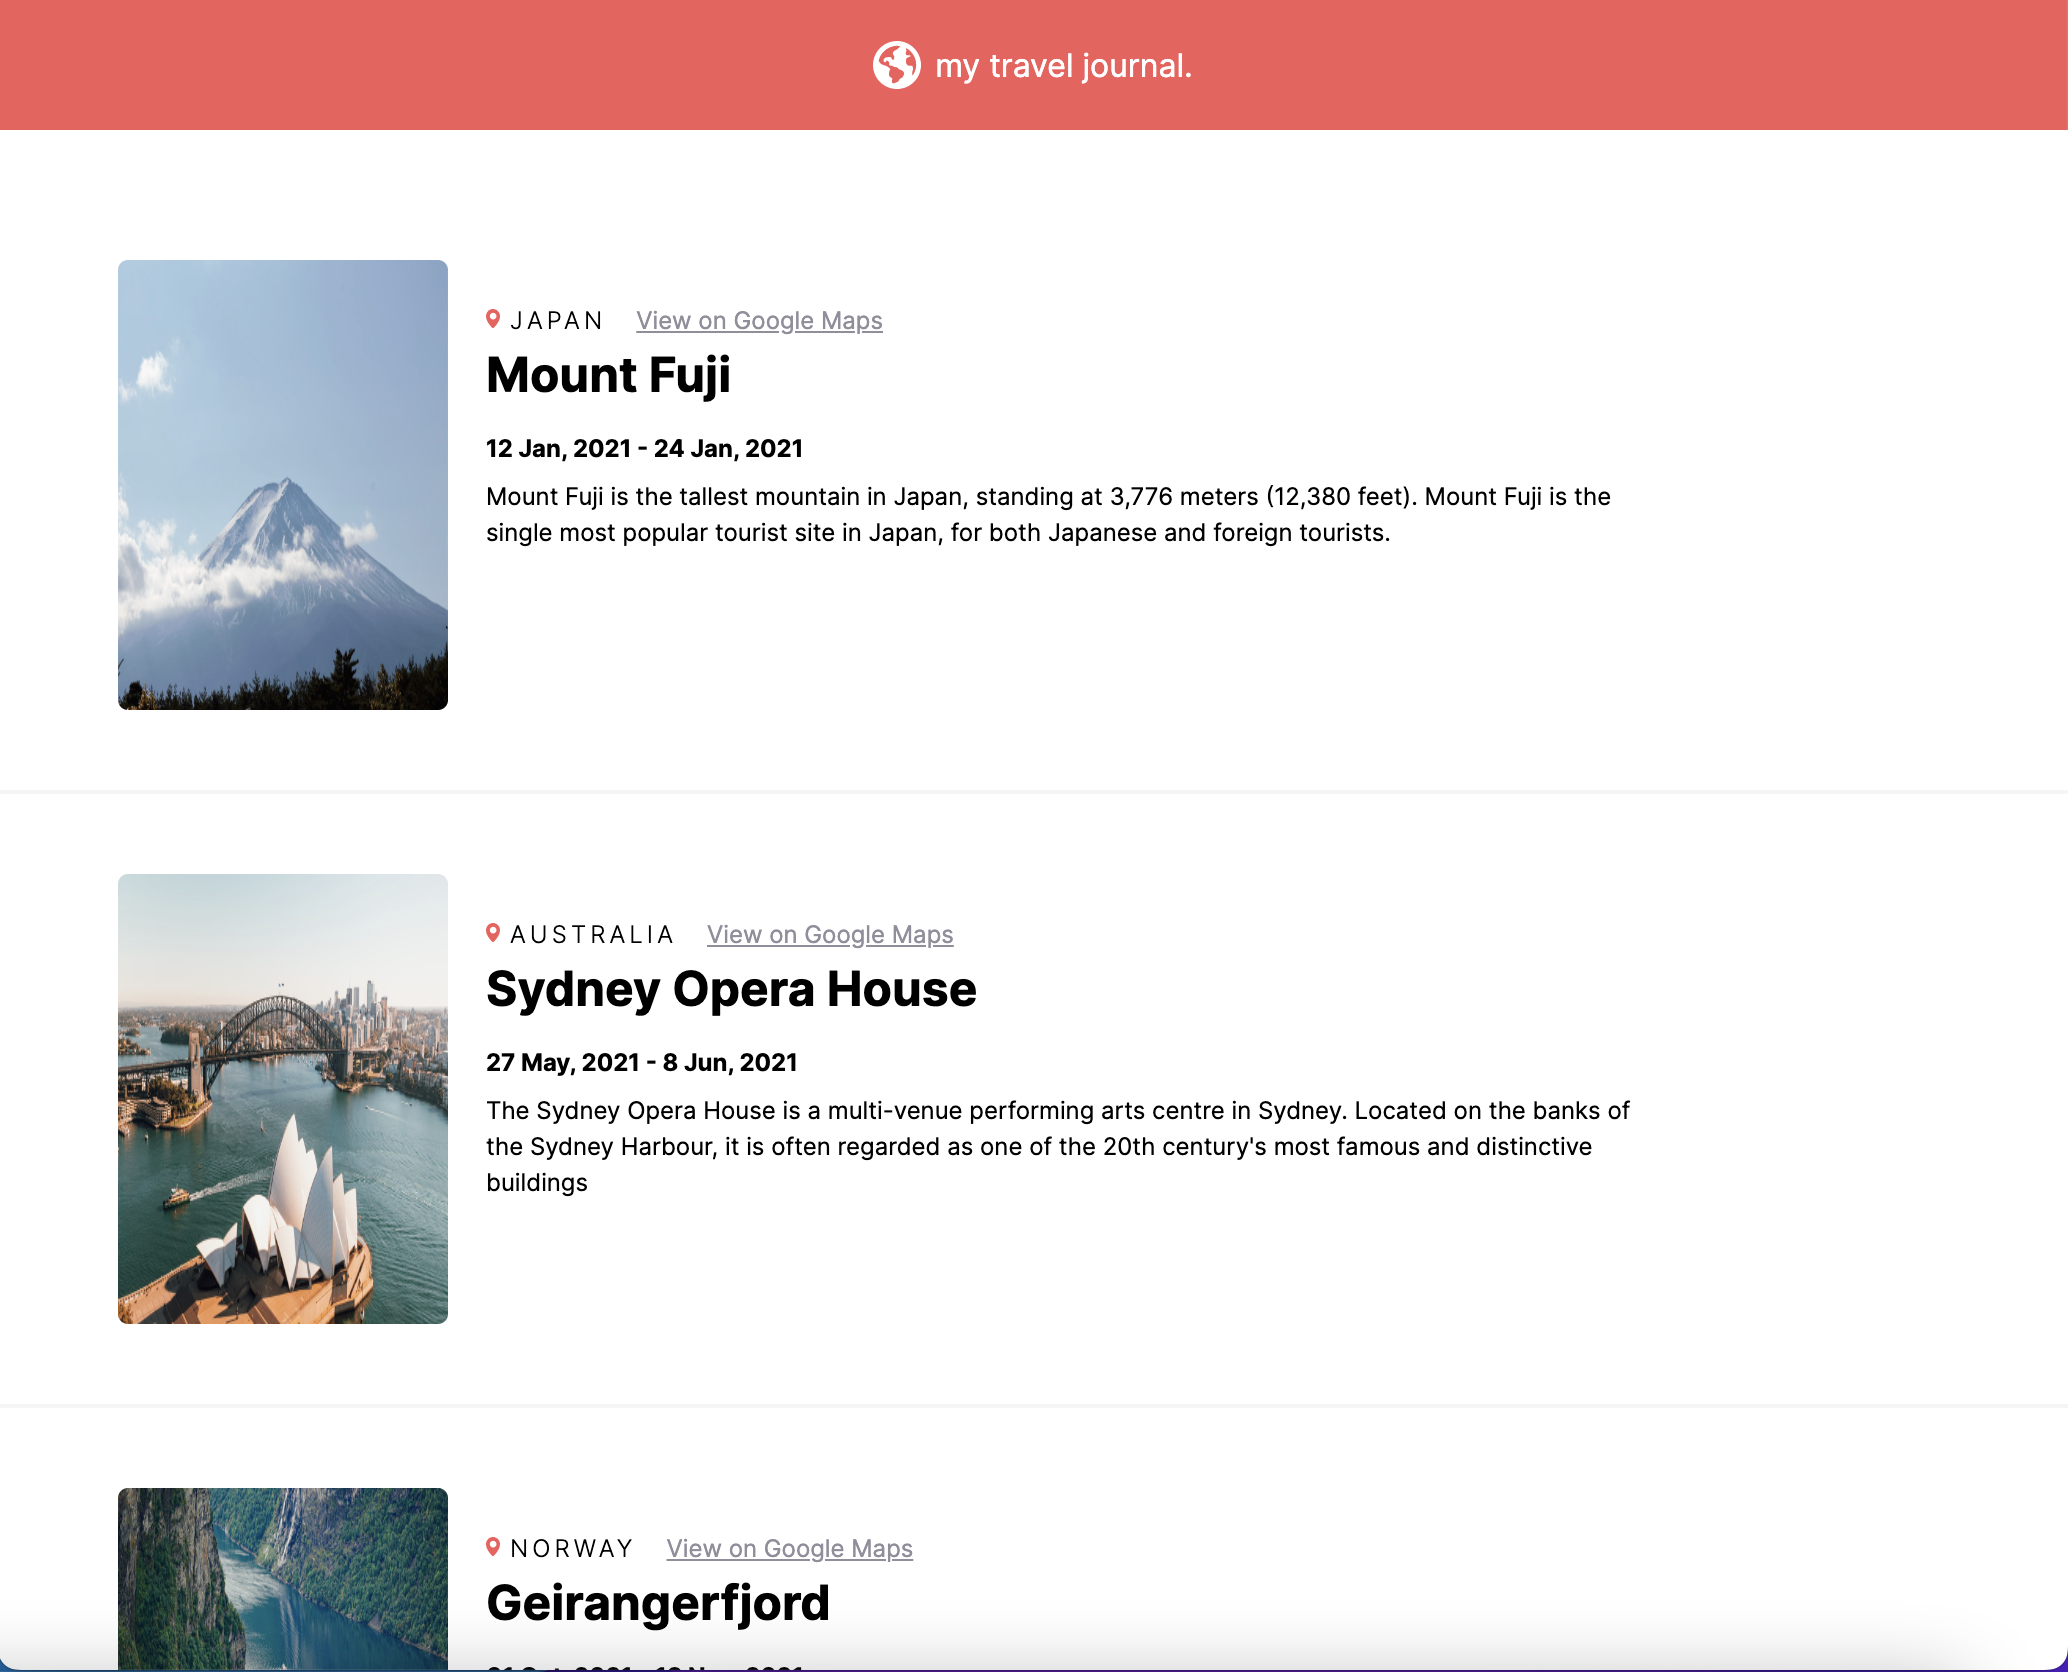 my travel journal.
JAPAN View on Google Maps
Mount Fuji
12 Jan, 2021 - 24 Jan, 2021
Mount Fuji is the tallest mountain in Japan, standing at 3,776 meters (12,380 feet). Mount Fuji is the
single most popular tourist site in Japan, for both Japanese and foreign tourists.
AUSTRALIA View on Google Maps
Sydney Opera House
27 May, 2021 - 8 Jun, 2021
The Sydney Opera House is a multi-venue performing arts centre in Sydney. Located on the banks of
the Sydney Harbour, it is often regarded as one of the 20th century's most famous and distinctive
buildings
NORWAY View on Google Maps
Geirangerfjord